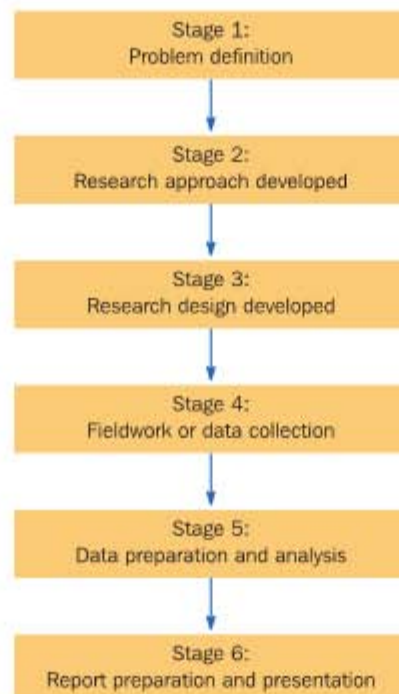 Stage 1:
Problem definition
Stage 2:
Research approach developed
Stage 3:
Research design developed
Stage 4:
Fieldwork or data collection
Stage 5:
Data preparation and analysis
Stage 6:
Report preparation and presentation